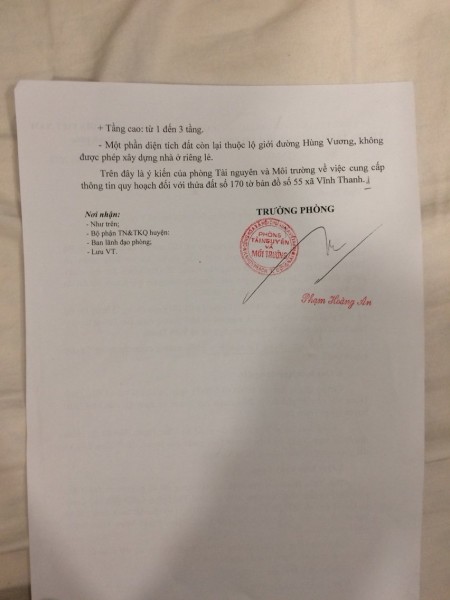 + Tầng cao: từ 1 đến 3 tầng.
- Một phần diện tích đất còn lại thuộc lộ giới đường Hùng Vương, không
được phép xây dựng nhà ở riêng lẻ.
Trên đây là ý kiến của phòng Tài nguyên và Môi trường về việc cung cấp
thông tin quy hoạch đối với thửa đất số 170 tờ bản đồ số 55 xã Vĩnh Thanh./.
Nơi nhận:
- Như trên;
- Bộ phận TN&TKQ huyện;
- Ban lãnh đạo phòng;
- Lưu VT.
TRƯỞNG PHÒNG
PHÒNG
TÀI NGUYÊN
VÀ
MÔI TRƯỜNG
Phạm Hoàng An